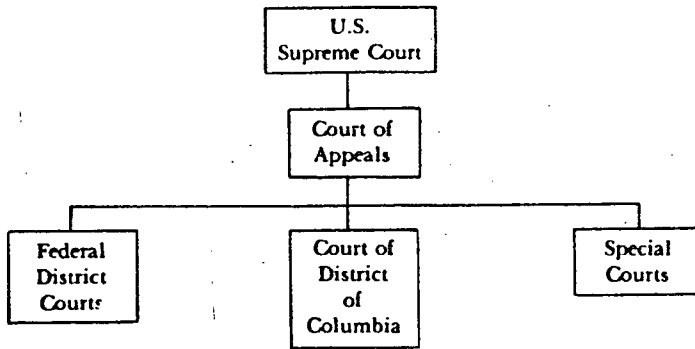 U.S.
Supreme Court
Court of
Appeals
Federal
District
Courts
Court of
District
of
Columbia
Special
Courts